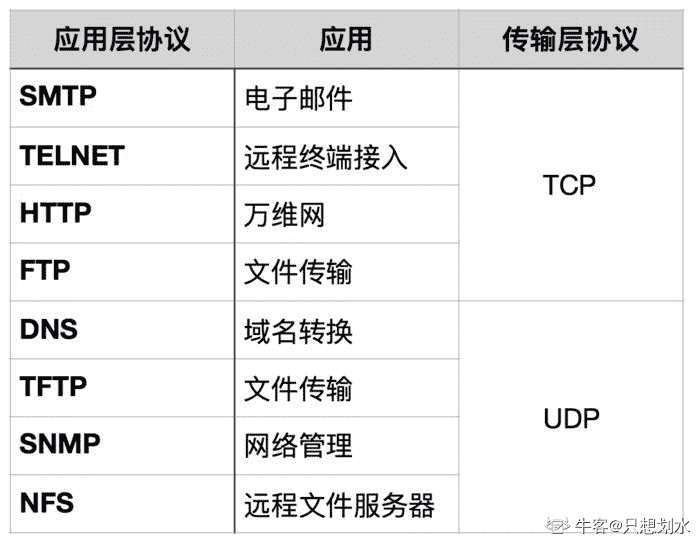 应用层协议 应用 传输层协议
SMTP 电子邮件
TELNET 远程终端接入
TCP
HTTP 万维网
FTP 文件传输
DNS 域名转换
TFTP 文件传输
UDP
SNMP 网络管理
NFS 远程文件服务器
牛客@只想划水